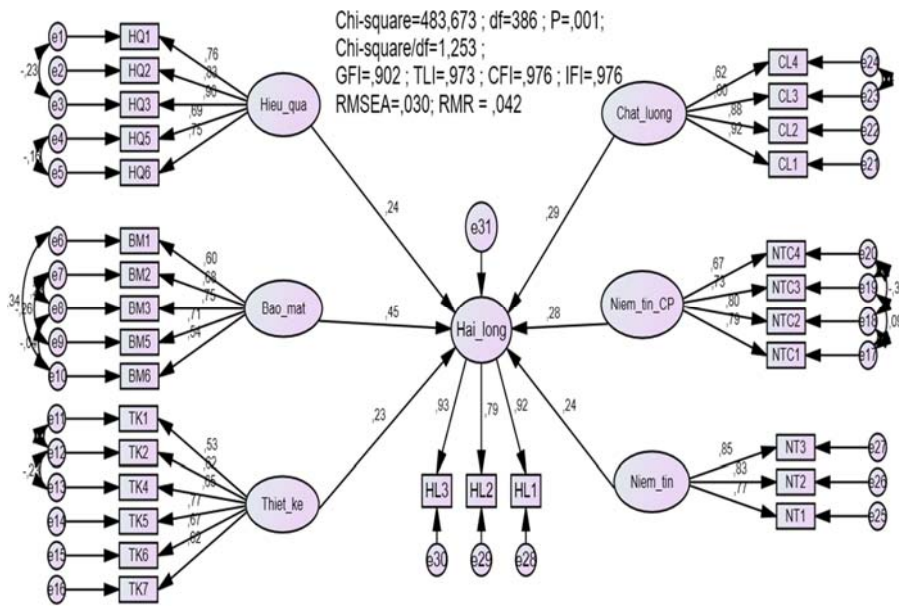 Chi-square=483,673 ; df=386 ; P=,001;
Chi-square/df=1,253 ;
GFI=,902 ; TLI=,973 ; CFI=,976 ; IFI=,976
RMSEA=,030; RMR = ,042
e1 HQ1 ,76
-,23
e2 HQ2 ,83
e3 HQ3
e4 HQ5 ,69
e5 HQ6 ,75
Hieu_qua
,24
e6 BM1 ,60
e7 BM2 ,68
e8 BM3 ,75
e9 BM5 ,71
e10 BM6 ,54
,34
Bao_mat
,45
e11 TK1 ,53
e12 TK2 ,62
e13 TK4 ,65
e14 TK5 ,77
e15 TK6 ,67
e16 TK7 ,62
Thiet_ke
,23
e31
Hai_long
,93
,79
,92
HL3 HL2 HL1
e30 e29 e28
Chat_luong
,29
,62 CL4 e24
CL3 e23
,88 CL2 e22
,92 CL1 e21
Niem_tin_CP
,28
,67 NTC4 e20
,73 NTC3 e19
,80 NTC2 e18
,79 NTC1 e17
,09
Niem_tin
,24
,85 NT3 e27
,83 NT2 e26
,77 NT1 e25